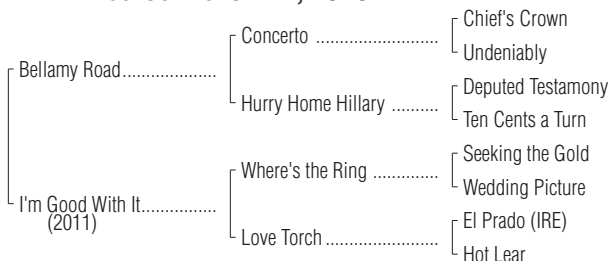 Chief's Crown
Concerto ...........................
Undeniably
Bellamy Road...................
Deputed Testamony
Hurry Home Hillary ..........
Ten Cents a Turn
Seeking the Gold
Where's the Ring ..............
Wedding Picture
I'm Good With It................
(2011)
El Prado (IRE)
Love Torch ........................
Hot Lear